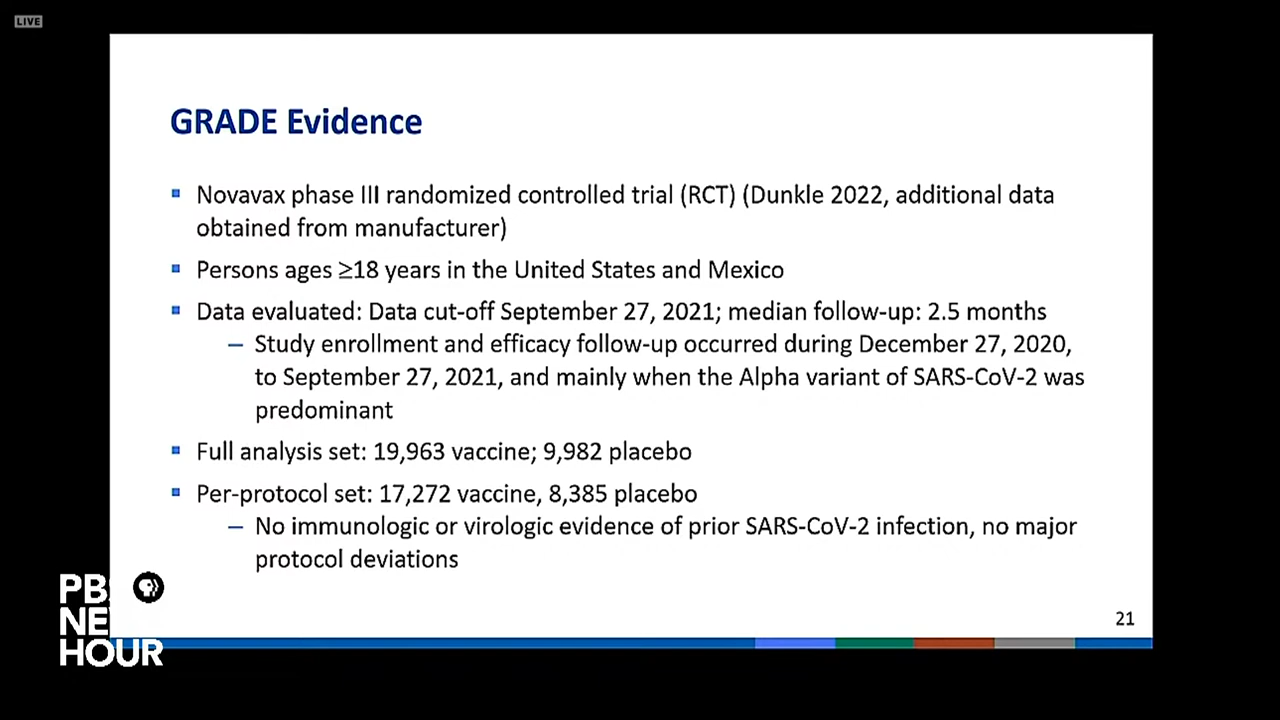 LIVE
GRADE Evidence
▪ Novavax phase III randomized controlled trial (RCT) (Dunkle 2022, additional data
obtained from manufacturer)
▪ Persons ages ≥18 years in the United States and Mexico
▪ Data evaluated: Data cut-off September 27, 2021; median follow-up: 2.5 months
– Study enrollment and efficacy follow-up occurred during December 27, 2020,
to September 27, 2021, and mainly when the Alpha variant of SARS-CoV-2 was
predominant
▪ Full analysis set: 19,963 vaccine; 9,982 placebo
▪ Per-protocol set: 17,272 vaccine, 8,385 placebo
– No immunologic or virologic evidence of prior SARS-CoV-2 infection, no major
protocol deviations
21
PB
NE
HOUR